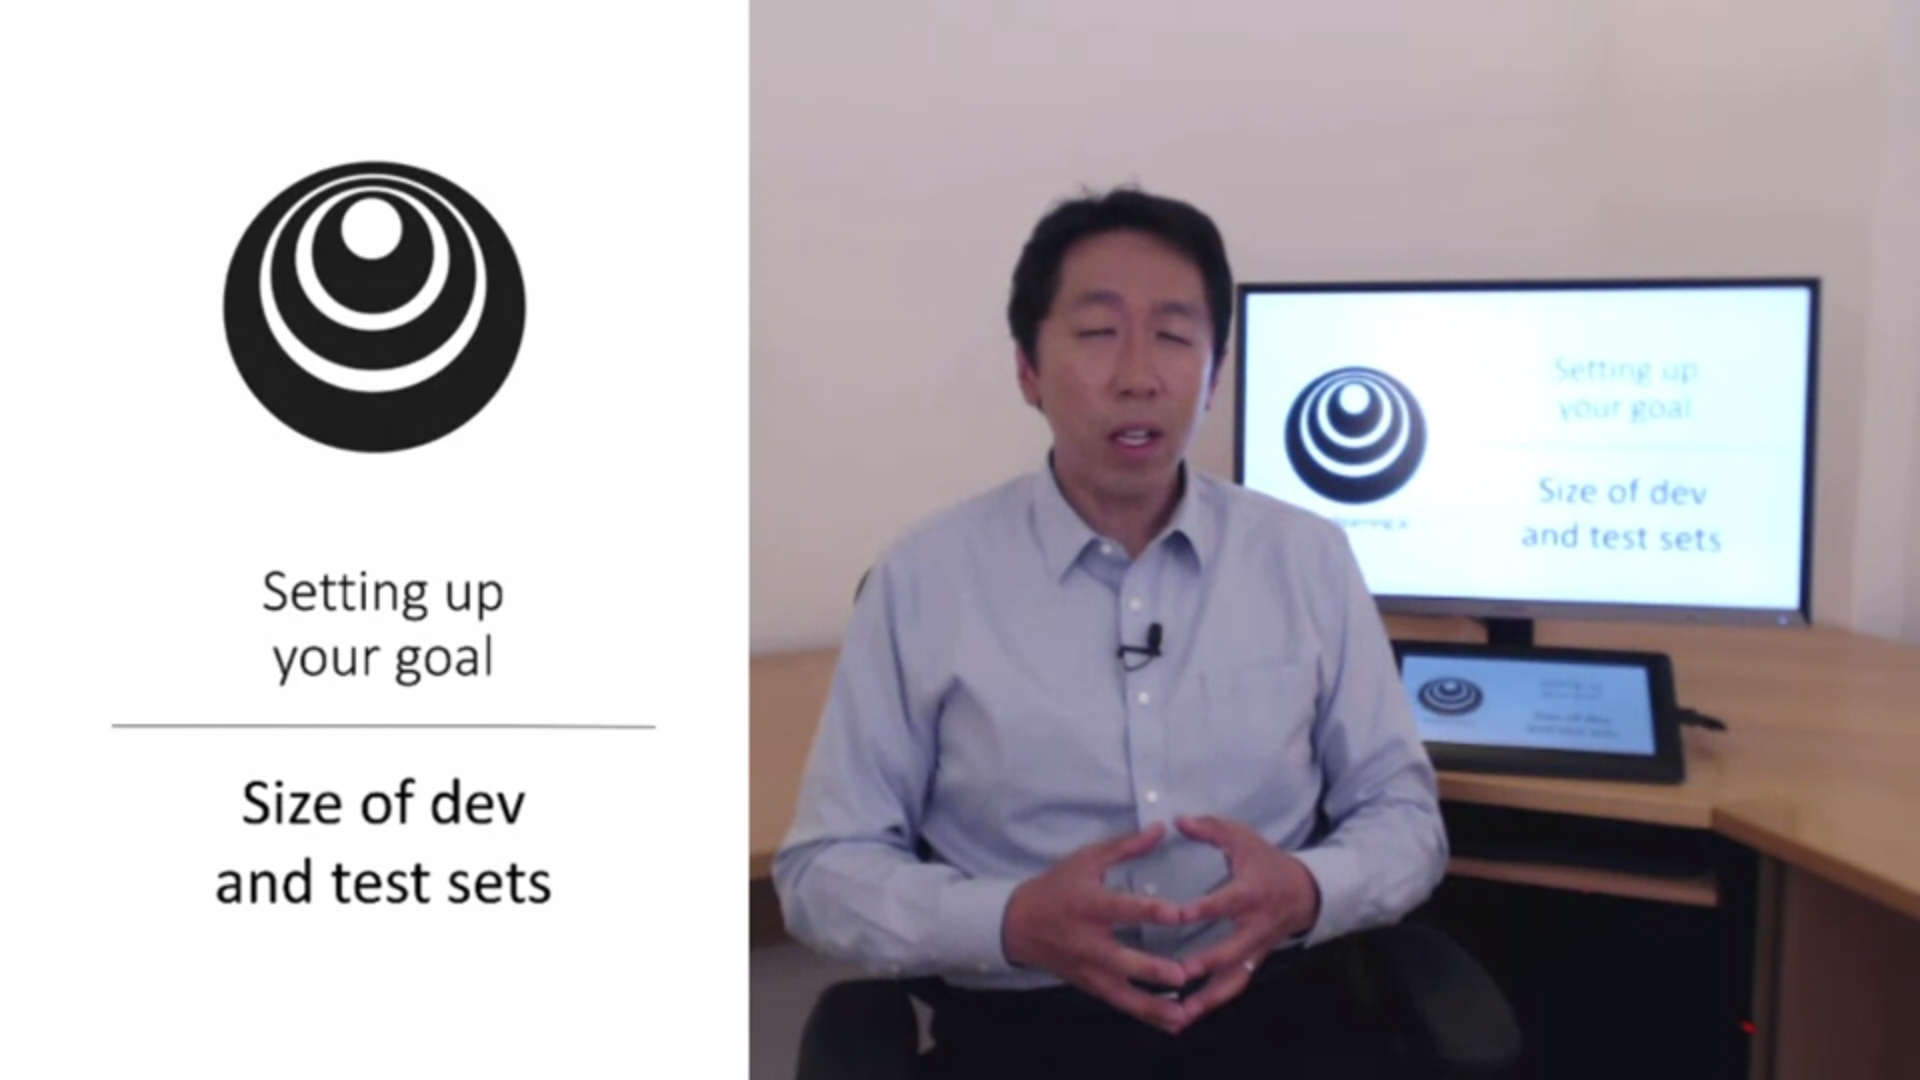 Setting up
your goal
Size of dev
and test sets
Setting up
your goal
Size of dev
and test sets